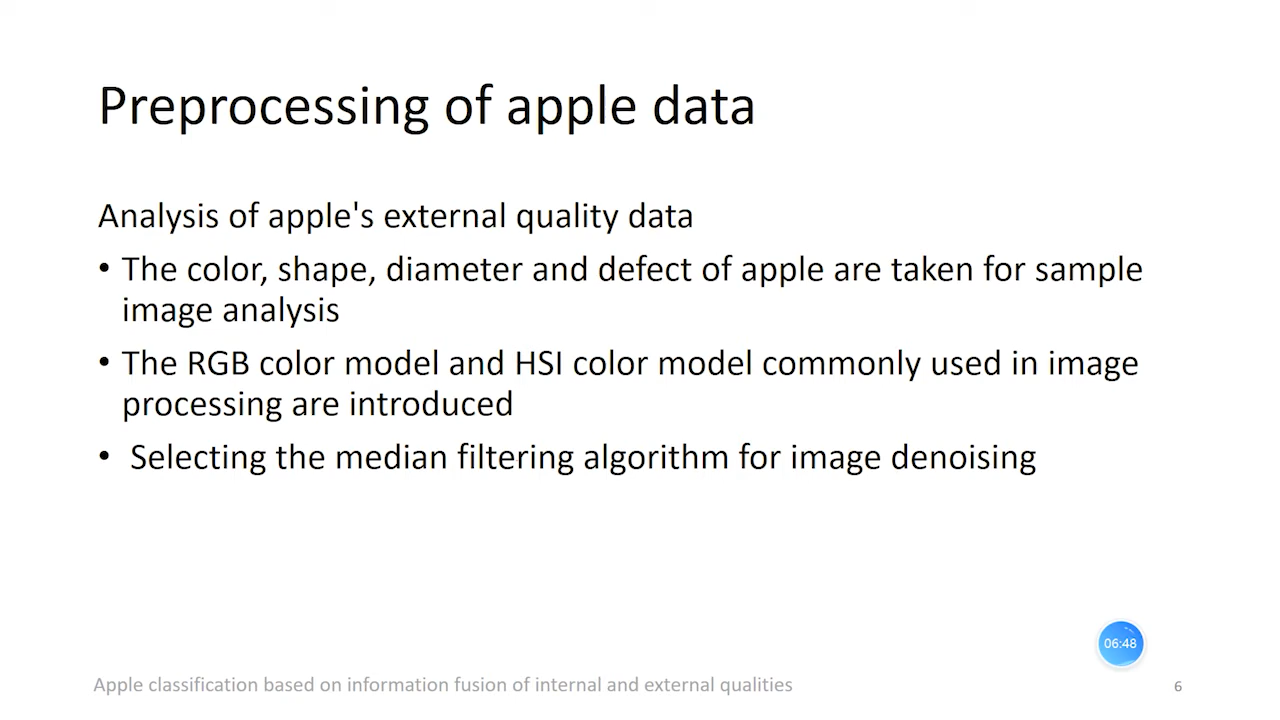 Preprocessing of apple data
Analysis of apple's external quality data
• The color, shape, diameter and defect of apple are taken for sample
image analysis
• The RGB color model and HSI color model commonly used in image
processing are introduced
• Selecting the median filtering algorithm for image denoising
06:48
Apple classification based on information fusion of internal and external qualities
6